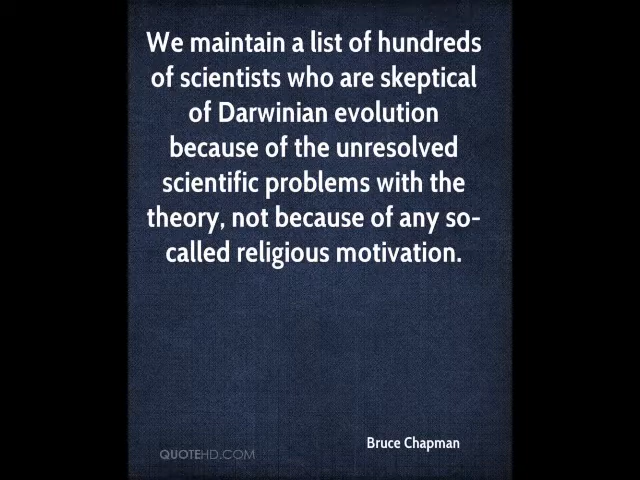 We maintain a list of hundreds
of scientists who are skeptical
of Darwinian evolution
because of the unresolved
scientific problems with the
theory, not because of any so-
called religious motivation.
Bruce Chapman
QUOTEHD.COM